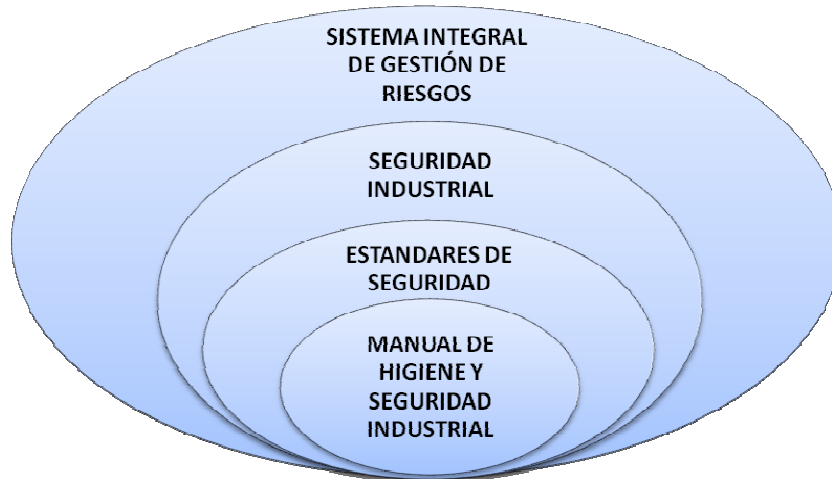 SISTEMA INTEGRAL
DE GESTIÓN DE
RIESGOS
SEGURIDAD
INDUSTRIAL
ESTANDARES DE
SEGURIDAD
MANUAL DE
HIGIENE Y
SEGURIDAD
INDUSTRIAL